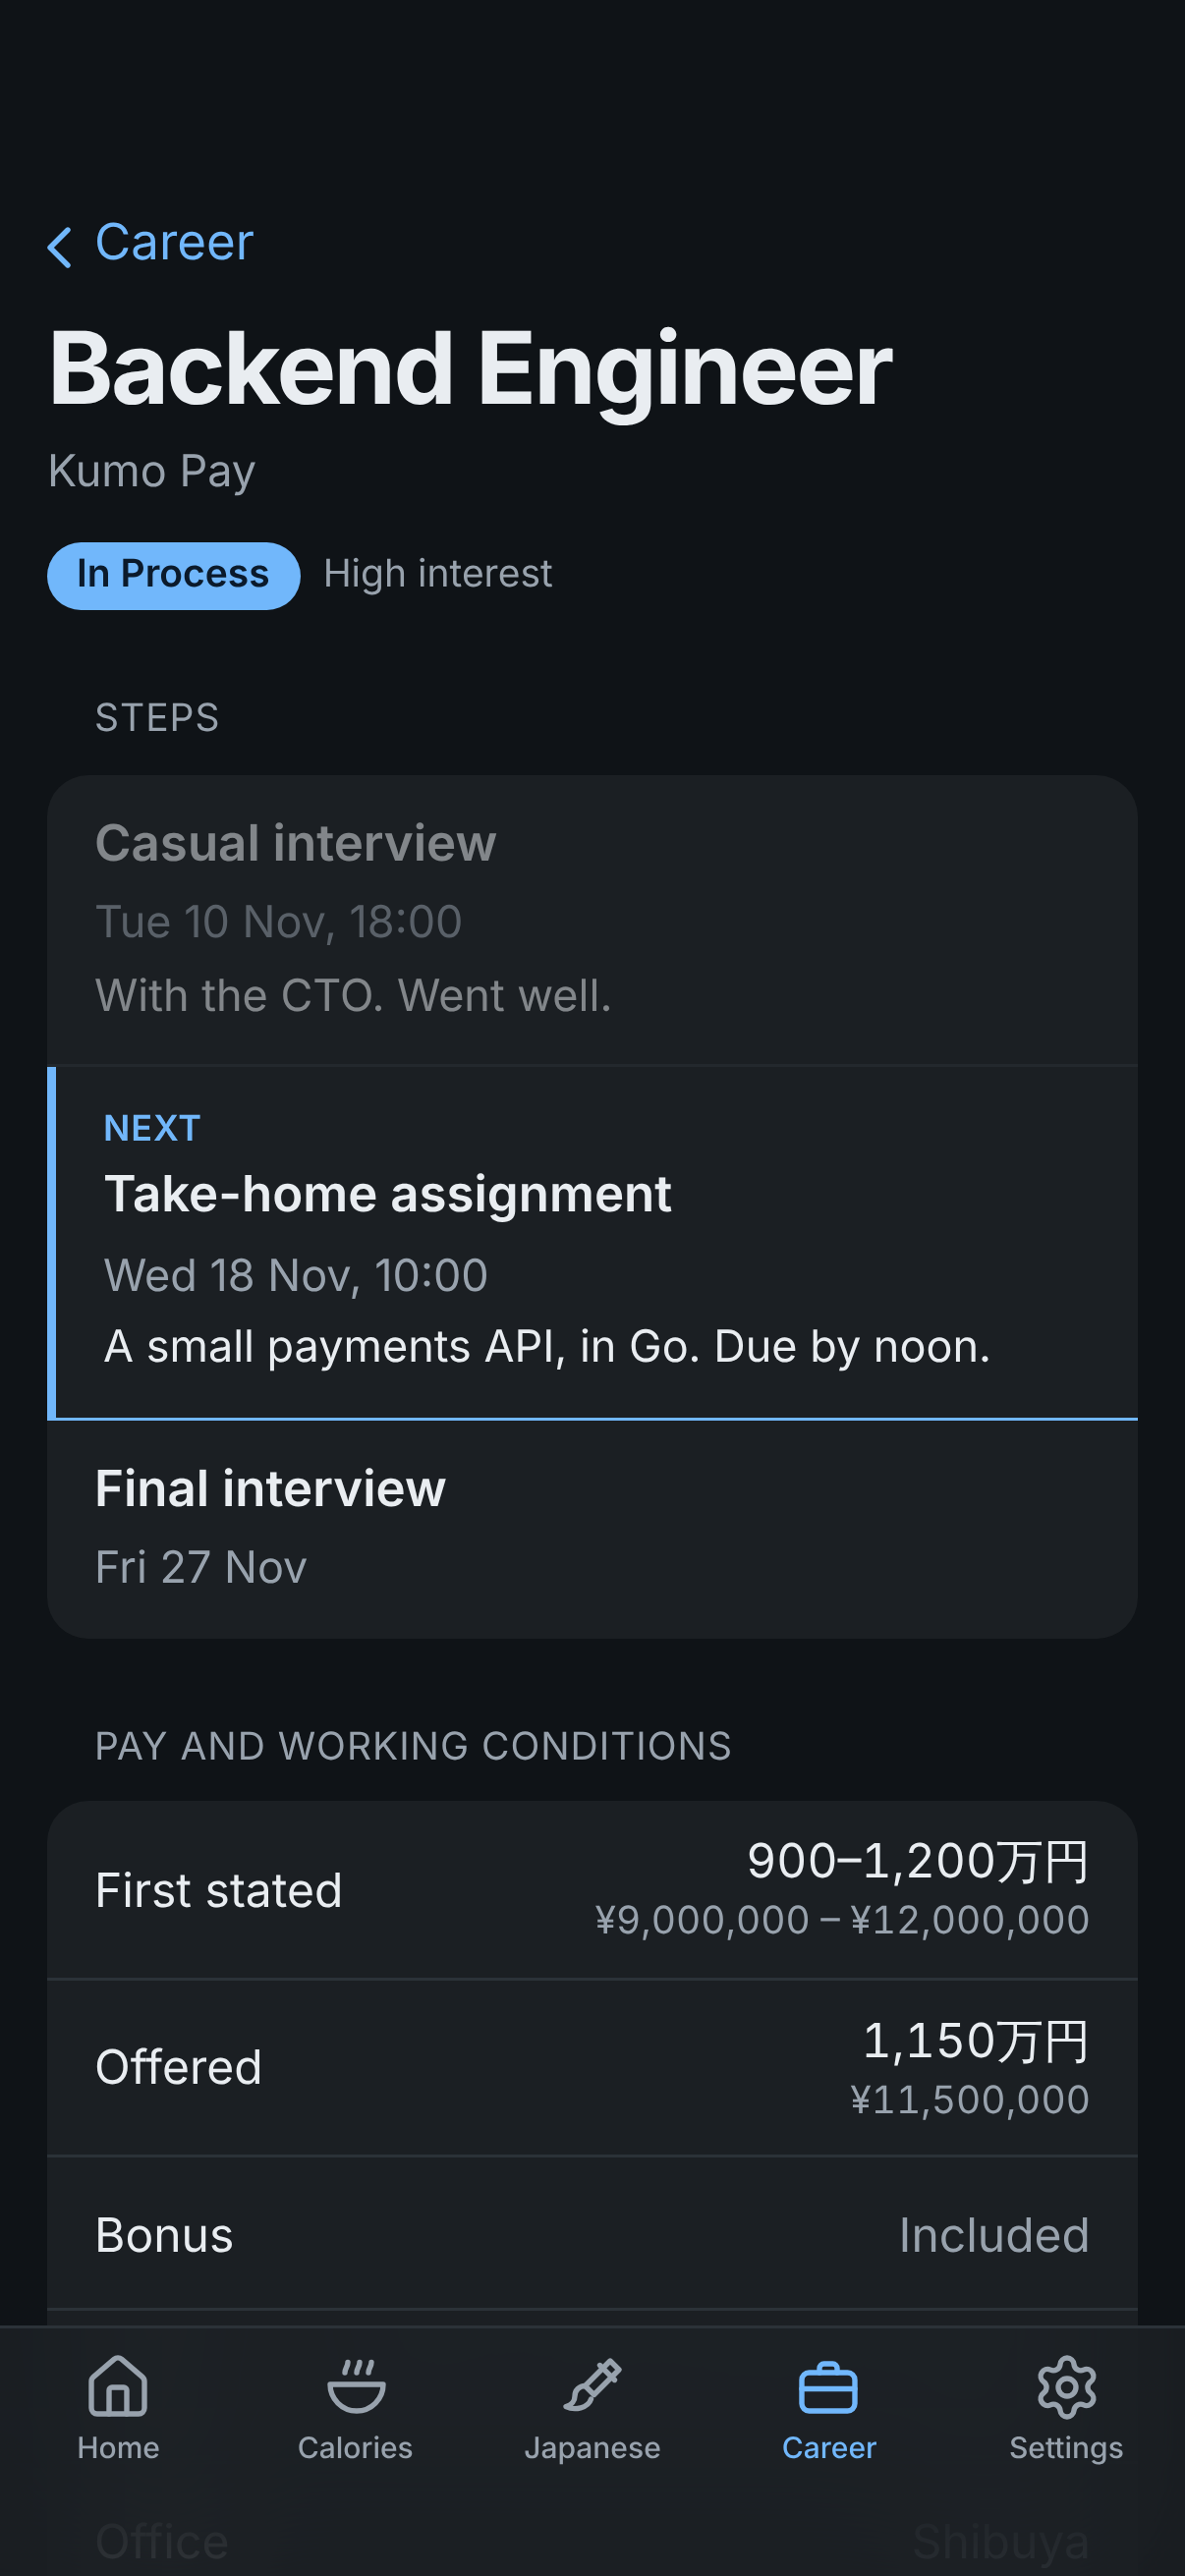 Career
Backend Engineer
Kumo Pay
In Process High interest
STEPS
Casual interview
Tue 10 Nov, 18:00
With the CTO. Went well.
NEXT
Take-home assignment
Wed 18 Nov, 10:00
A small payments API, in Go. Due by noon.
Final interview
Fri 27 Nov
PAY AND WORKING CONDITIONS
First stated 900–1,200万円
¥9,000,000 – ¥12,000,000
Offered 1,150万円
¥11,500,000
Bonus Included
Home Calories Japanese Career Settings
Office Shibuya